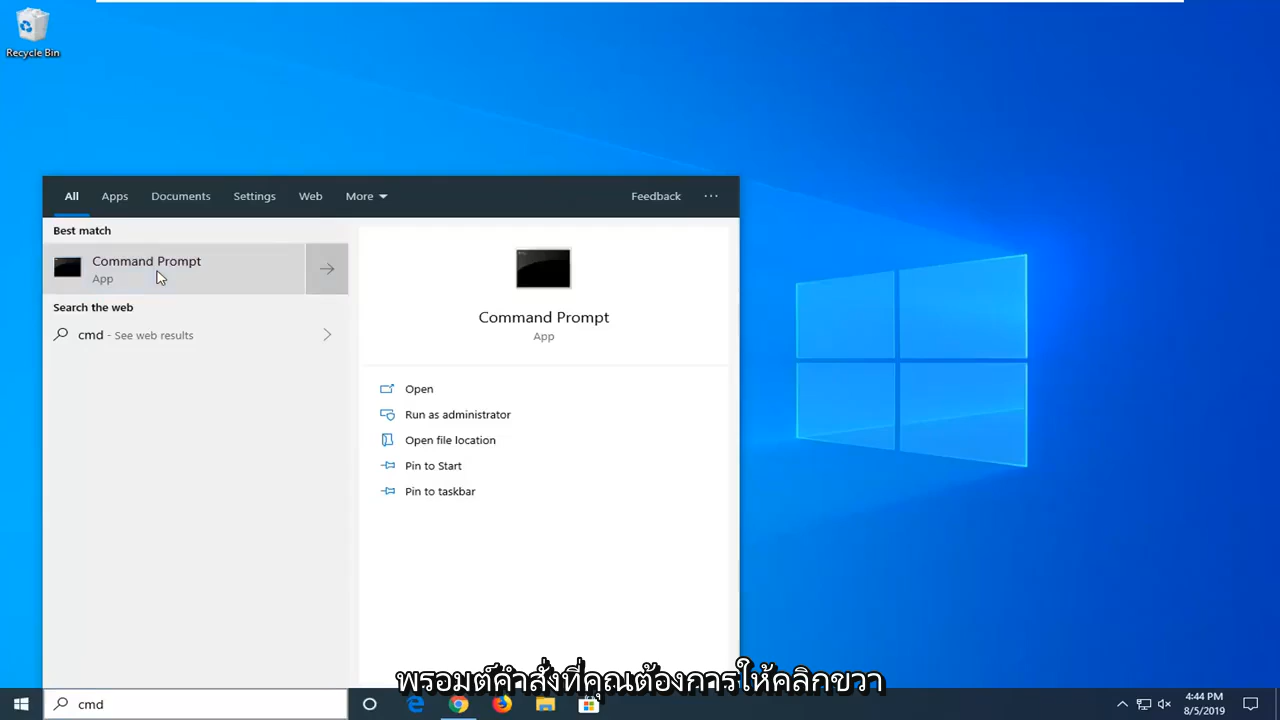 Recycle Bin
All Apps Documents Settings Web More Feedback ...
Best match
Command Prompt
App
Search the web
cmd - See web results
Command Prompt
App
Open
Run as administrator
Open file location
Pin to Start
Pin to taskbar
พรอมต์คำสั่งที่คุณต้องการให้คลิกขวา
cmd
4:44 PM
8/5/2019